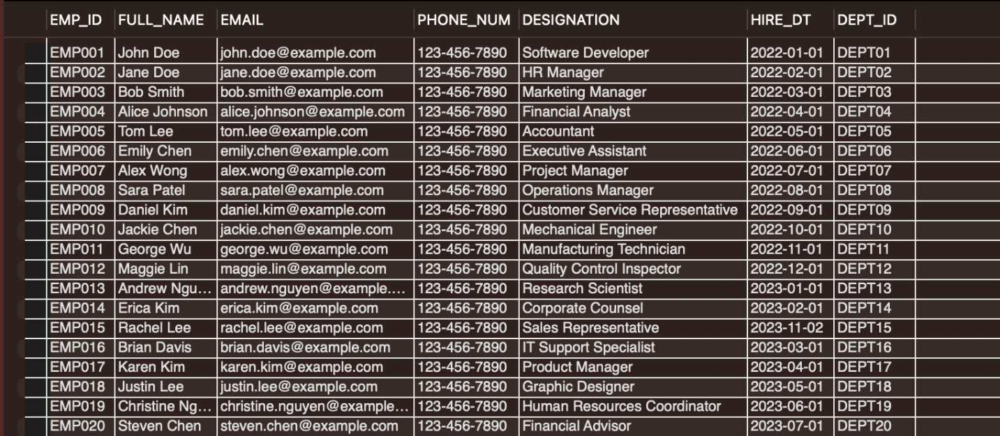 EMP_ID FULL_NAME EMAIL PHONE_NUM DESIGNATION HIRE_DT DEPT_ID
EMP001 John Doe john.doe@example.com 123-456-7890 Software Developer 2022-01-01 DEPT01
EMP002 Jane Doe jane.doe@example.com 123-456-7890 HR Manager 2022-02-01 DEPT02
EMP003 Bob Smith bob.smith@example.com 123-456-7890 Marketing Manager 2022-03-01 DEPT03
EMP004 Alice Johnson alice.johnson@example.com 123-456-7890 Financial Analyst 2022-04-01 DEPT04
EMP005 Tom Lee tom.lee@example.com 123-456-7890 Accountant 2022-05-01 DEPT05
EMP006 Emily Chen emily.chen@example.com 123-456-7890 Executive Assistant 2022-06-01 DEPT06
EMP007 Alex Wong alex.wong@example.com 123-456-7890 Project Manager 2022-07-01 DEPT07
EMP008 Sara Patel sara.patel@example.com 123-456-7890 Operations Manager 2022-08-01 DEPT08
EMP009 Daniel Kim daniel.kim@example.com 123-456-7890 Customer Service Representative 2022-09-01 DEPT09
EMP010 Jackie Chen jackie.chen@example.com 123-456-7890 Mechanical Engineer 2022-10-01 DEPT10
EMP011 George Wu george.wu@example.com 123-456-7890 Manufacturing Technician 2022-11-01 DEPT11
EMP012 Maggie Lin maggie.lin@example.com 123-456-7890 Quality Control Inspector 2022-12-01 DEPT12
EMP013 Andrew Ngu... andrew.nguyen@example.... 123-456-7890 Research Scientist 2023-01-01 DEPT13
EMP014 Erica Kim erica.kim@example.com 123-456-7890 Corporate Counsel 2023-02-01 DEPT14
EMP015 Rachel Lee rachel.lee@example.com 123-456-7890 Sales Representative 2023-11-02 DEPT15
EMP016 Brian Davis brian.davis@example.com 123-456-7890 IT Support Specialist 2023-03-01 DEPT16
EMP017 Karen Kim karen.kim@example.com 123-456-7890 Product Manager 2023-04-01 DEPT17
EMP018 Justin Lee justin.lee@example.com 123-456-7890 Graphic Designer 2023-05-01 DEPT18
EMP019 Christine Ng... christine.nguyen@example... 123-456-7890 Human Resources Coordinator 2023-06-01 DEPT19
EMP020 Steven Chen steven.chen@example.com 123-456-7890 Financial Advisor 2023-07-01 DEPT20